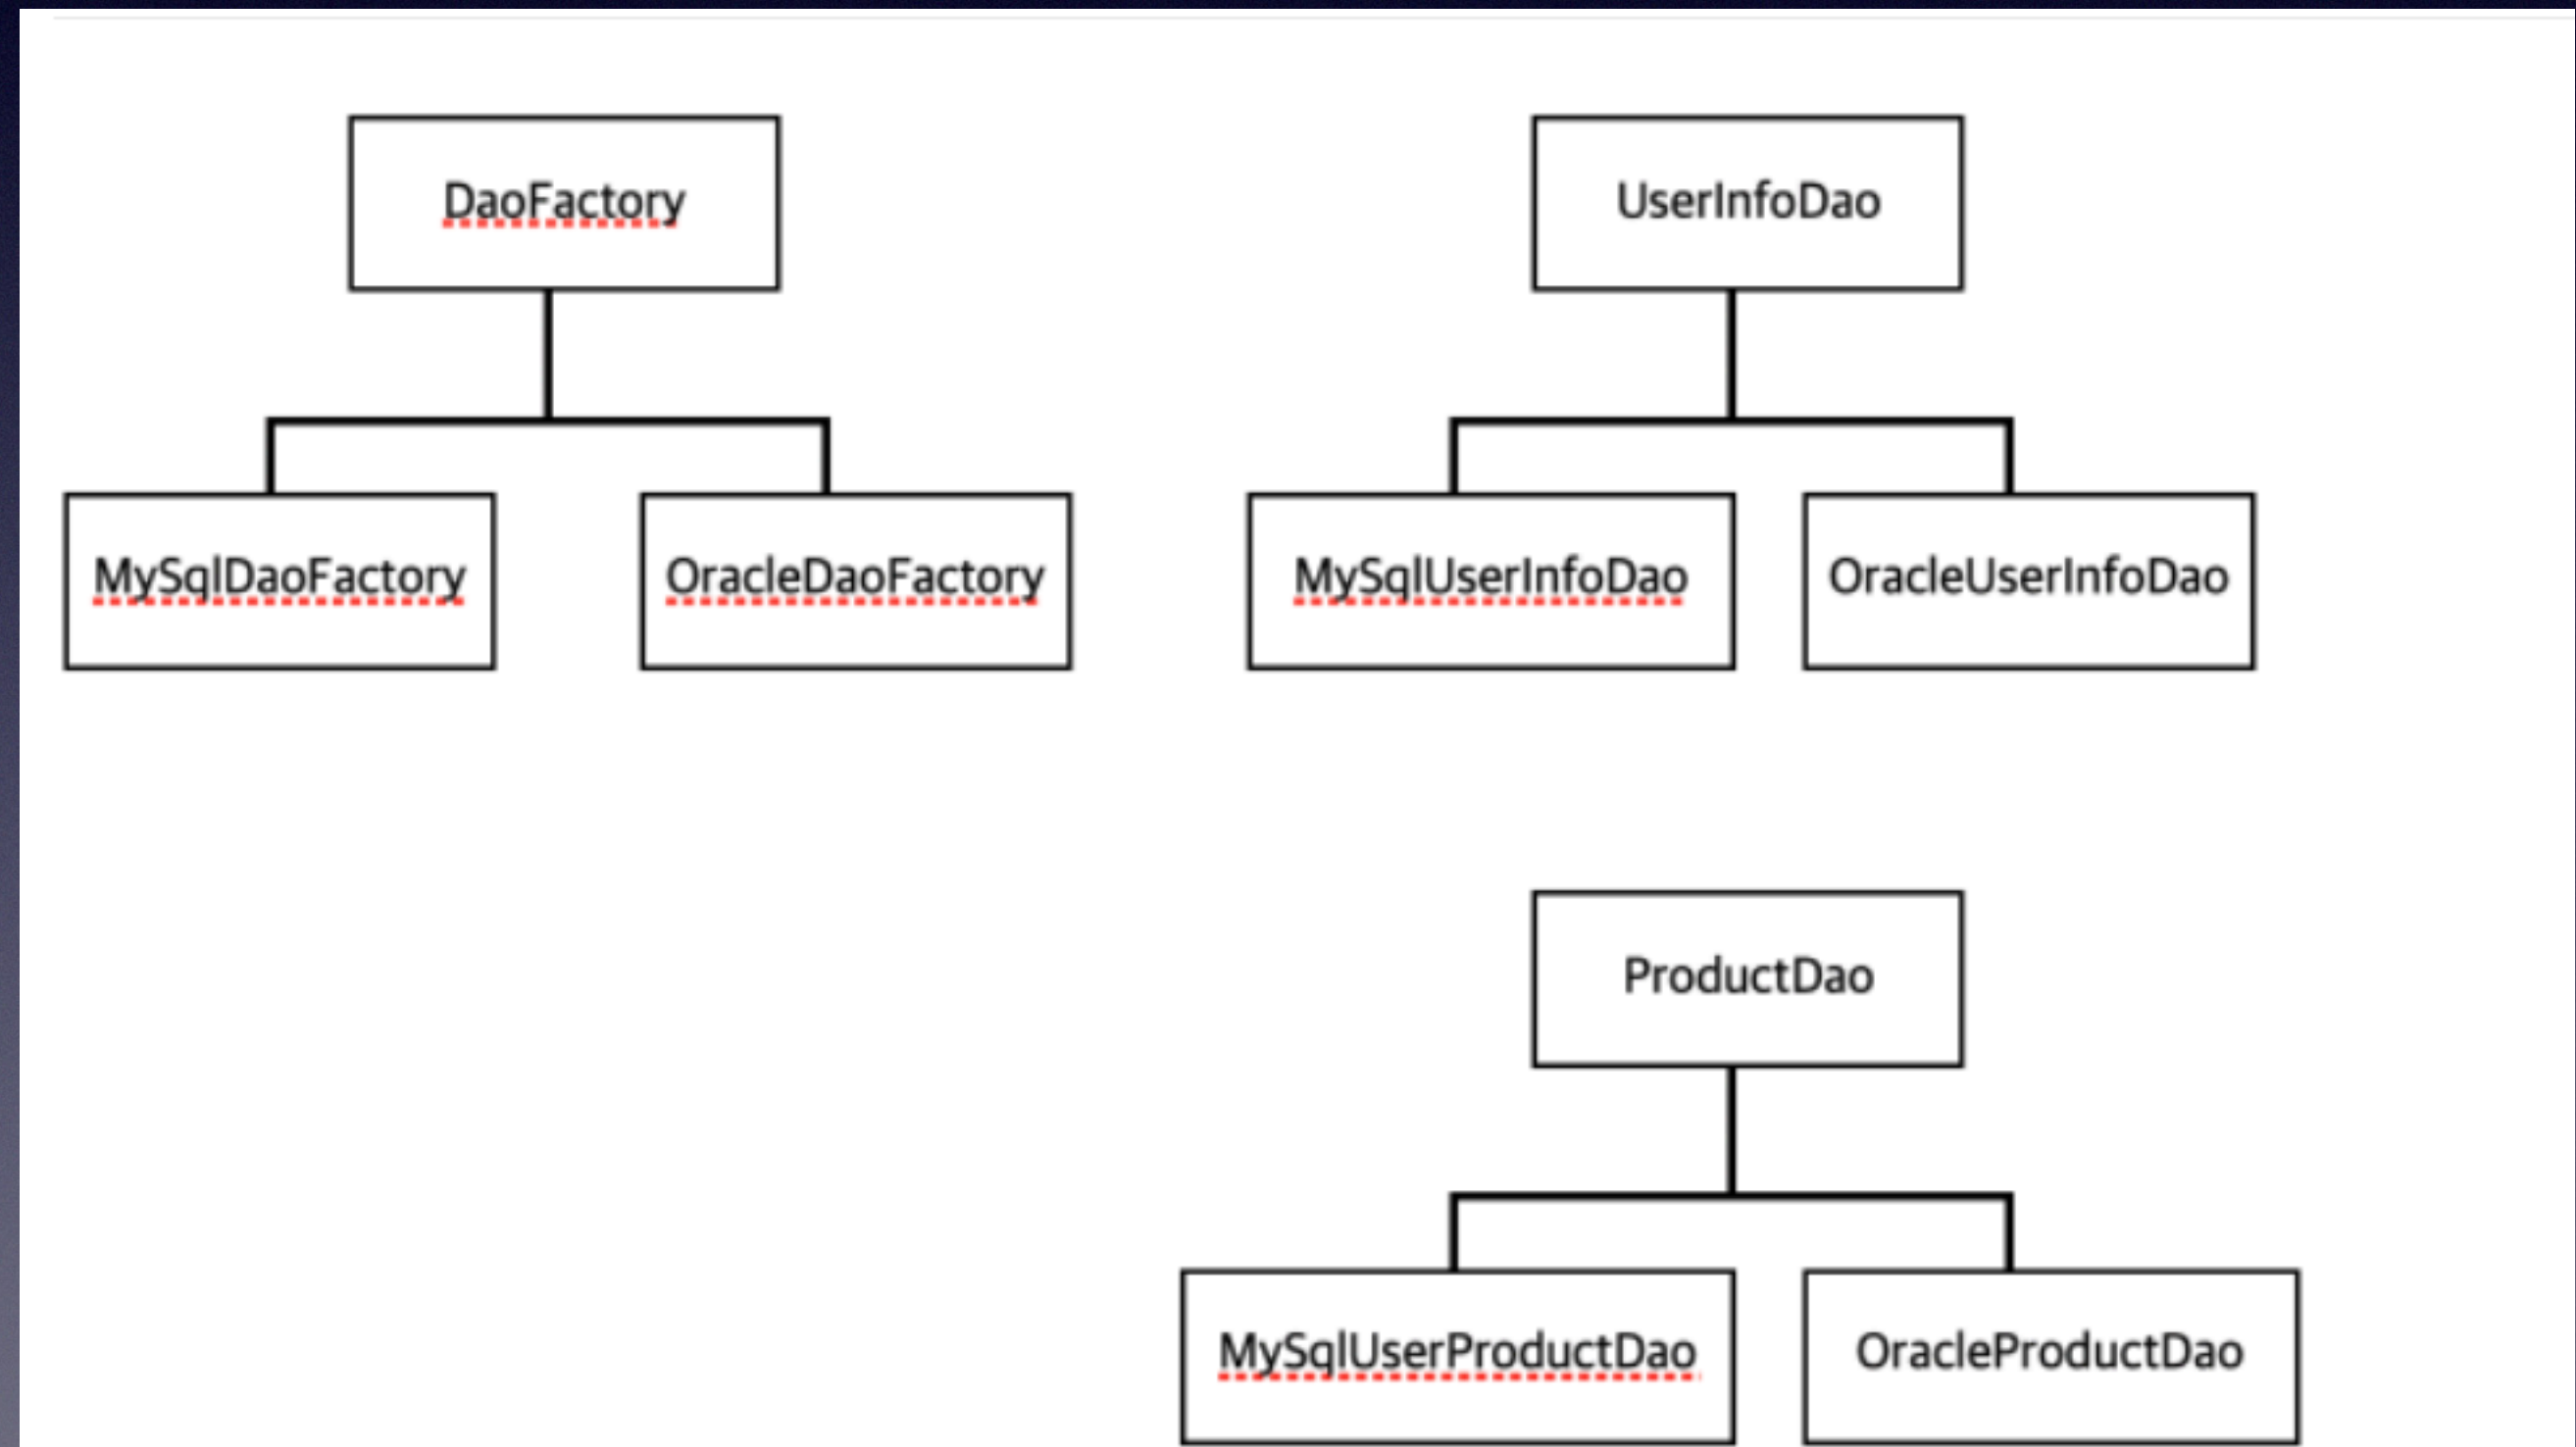 DaoFactory
UserInfoDao
MySqlDaoFactory
OracleDaoFactory
MySqlUserInfoDao
OracleUserInfoDao
ProductDao
MySqlUserProductDao
OracleProductDao